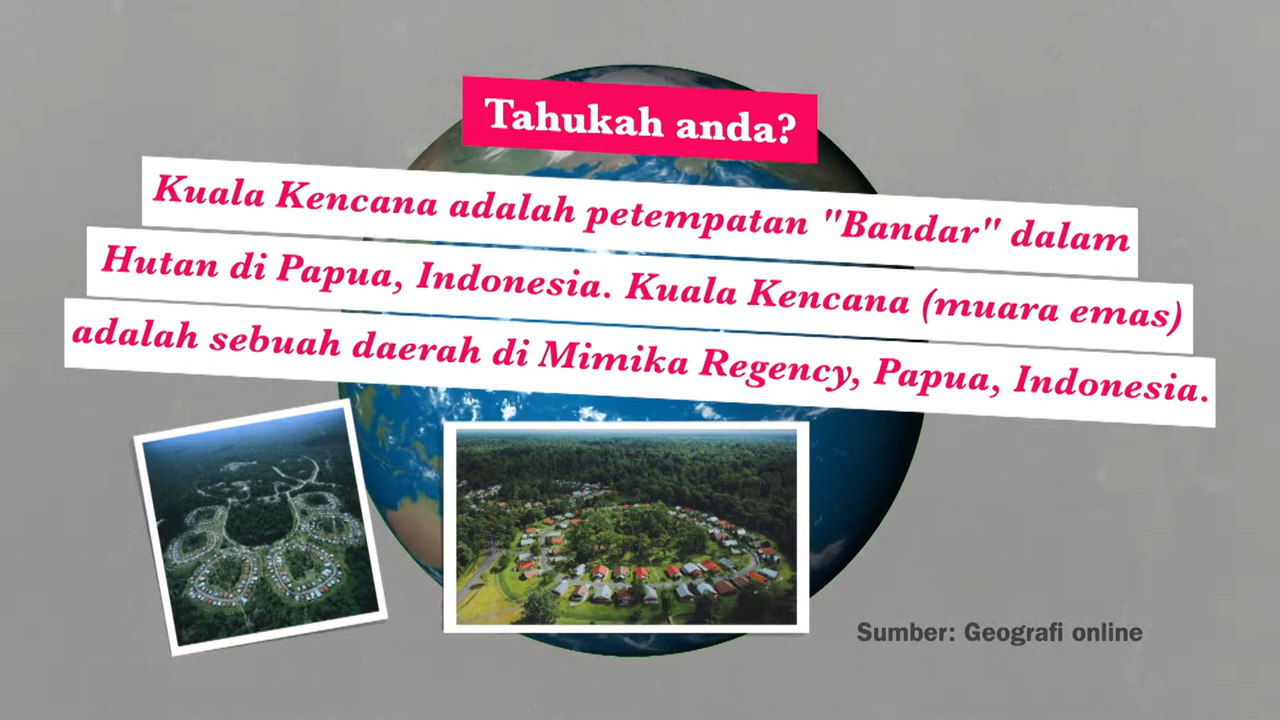 Tahukah anda?
Kuala Kencana adalah petempatan "Bandar" dalam
Hutan di Papua, Indonesia. Kuala Kencana (muara emas)
adalah sebuah daerah di Mimika Regency, Papua, Indonesia.
Sumber: Geografi online